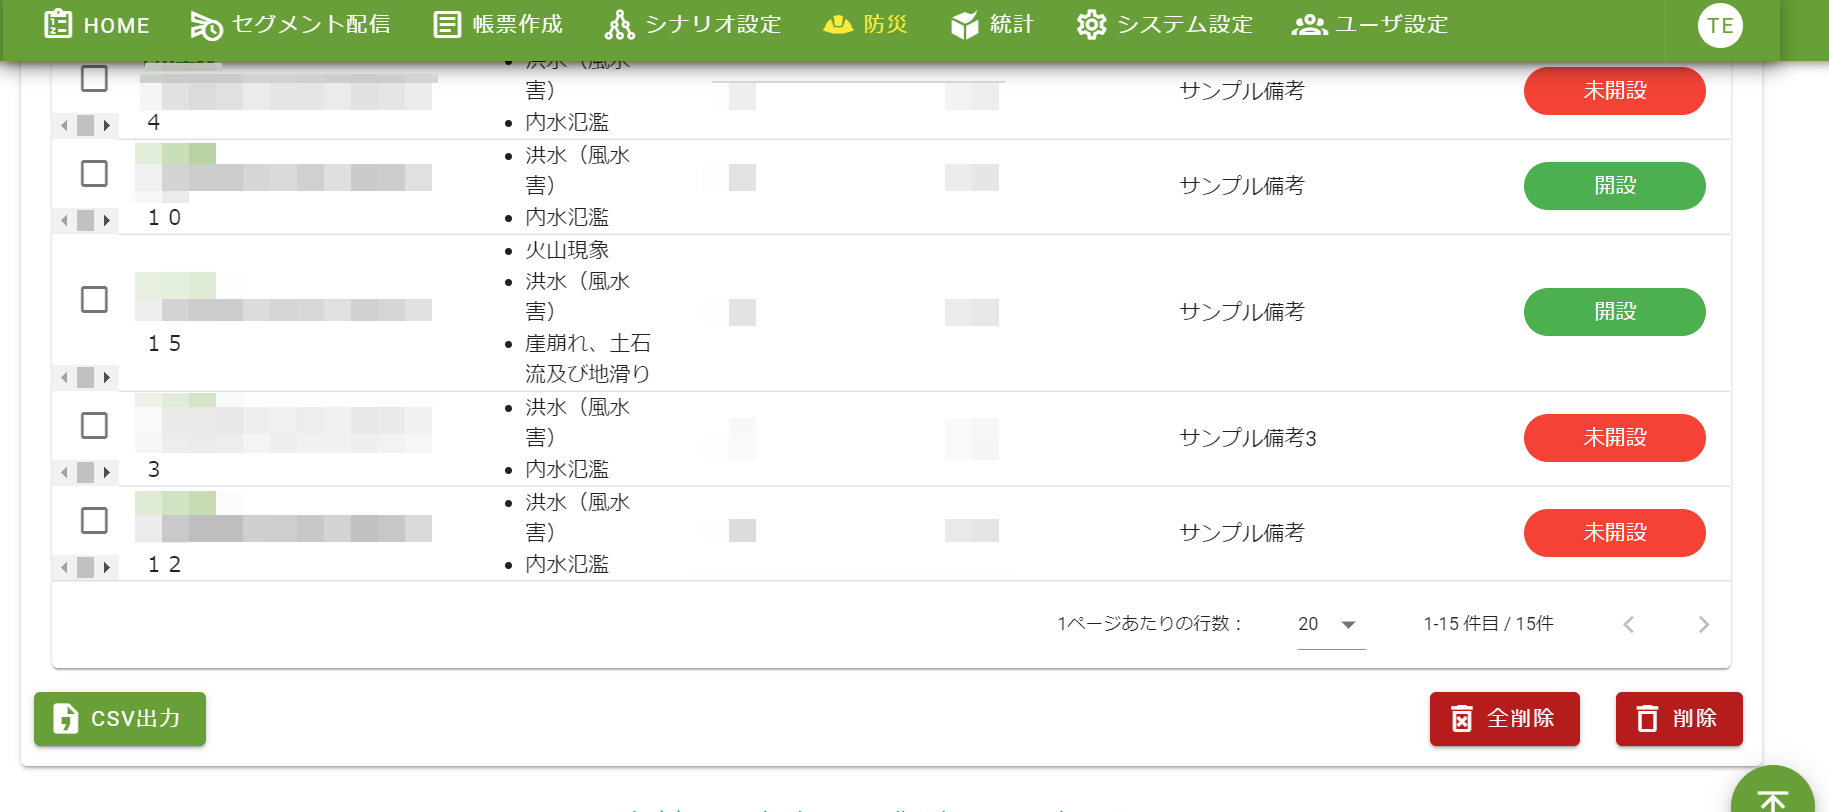 HOME セグメント配信 帳票作成 シナリオ設定 防災 統計 システム設定 ユーザ設定 TE
洪水（風水
害）
内水氾濫
4
サンプル備考
未開設
洪水（風水
害）
内水氾濫
１０
サンプル備考
開設
火山現象
洪水（風水
害）
崖崩れ、土石
流及び地滑り
１５
サンプル備考
開設
洪水（風水
害）
内水氾濫
3
サンプル備考3
未開設
洪水（風水
害）
内水氾濫
１２
サンプル備考
未開設
1ページあたりの行数： 20 1-15 件目 / 15件
CSV出力 全削除 削除